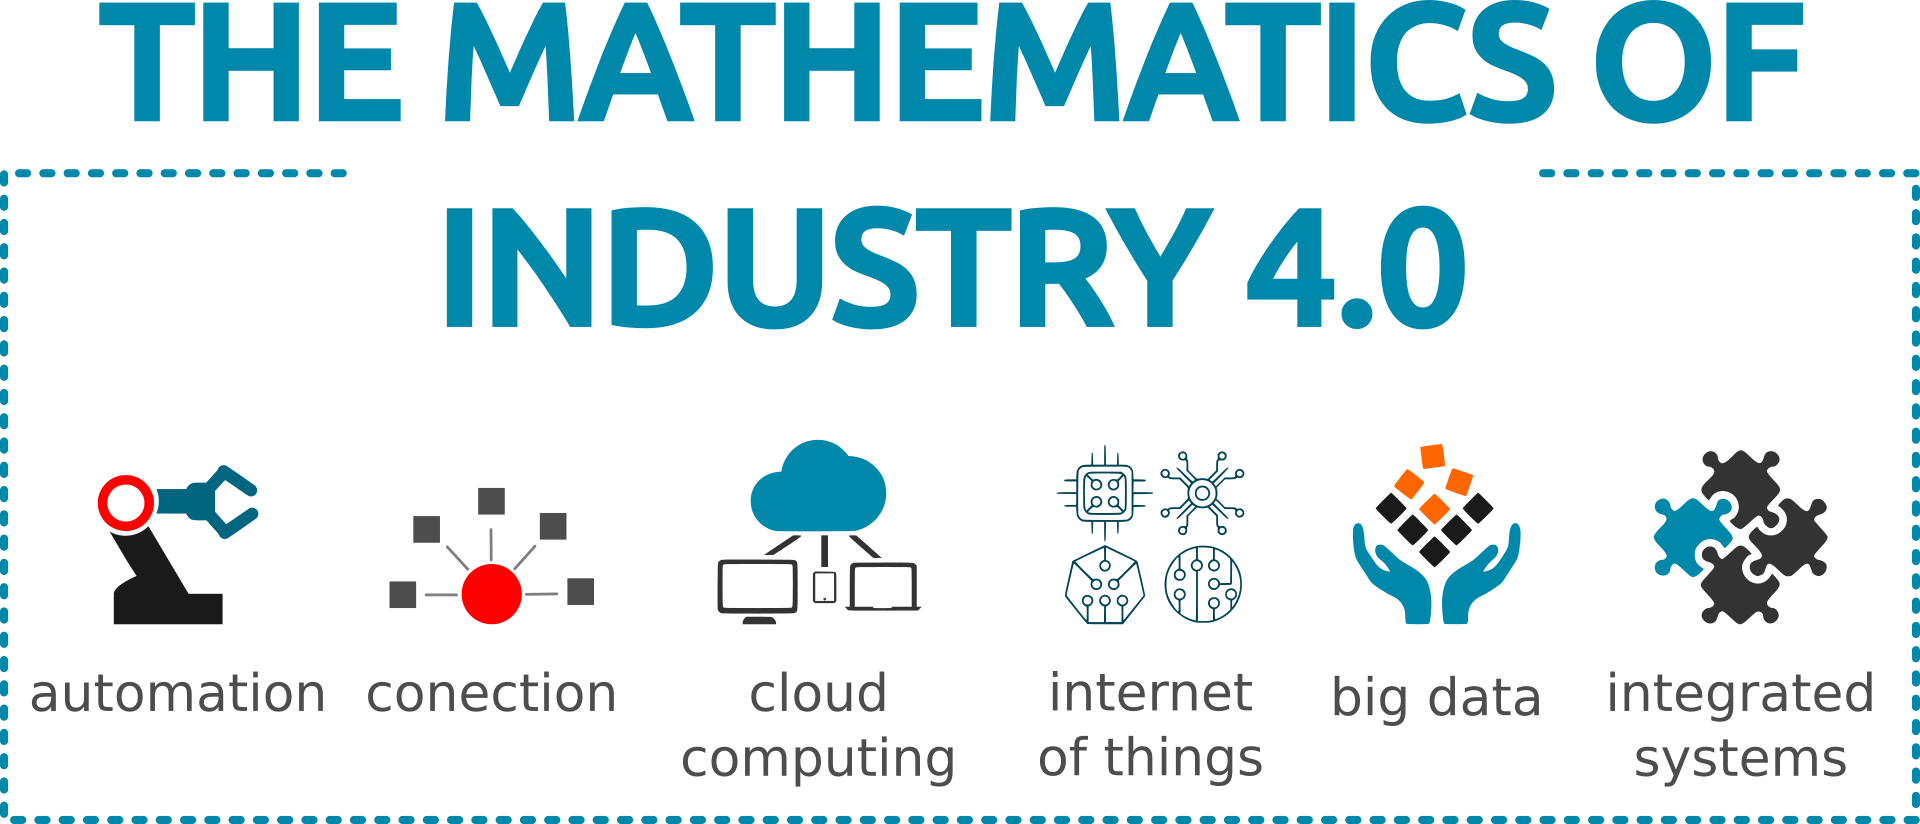 THE MATHEMATICS OF
INDUSTRY 4.0
automation
conection
cloud
computing
internet
of things
big data
integrated
systems